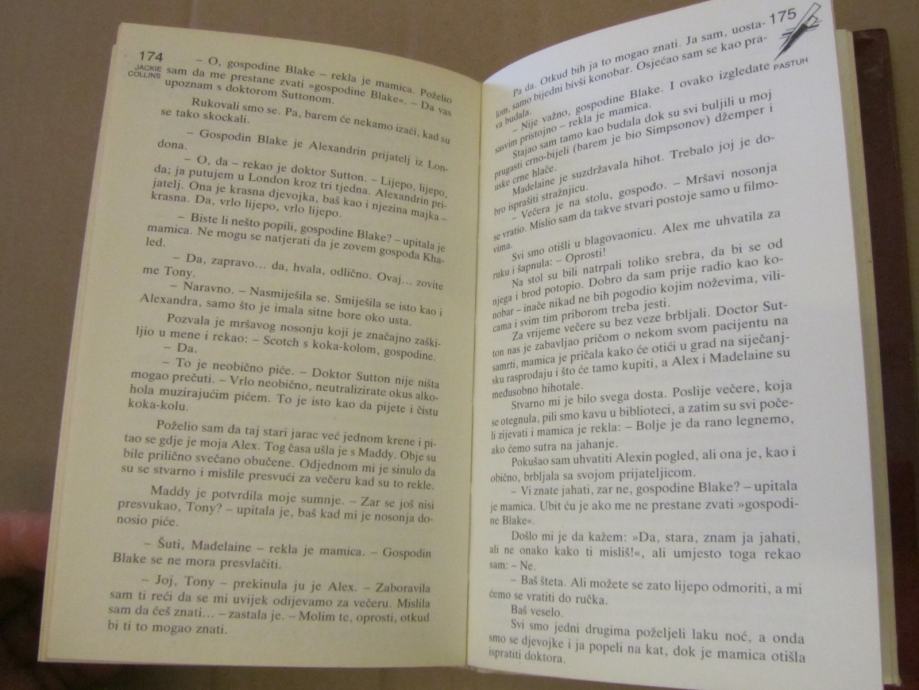 174
JACKIE
COLLINS
– O, gospodine Blake – rekla je mamica. Poželio
sam da me prestane zvati »gospodine Blake«. – Da vas
upoznam s doktorom Suttonom.
Rukovali smo se. Pa, barem će nekamo izaći, kad su
se tako skockali.
– Gospodin Blake je Alexandrin prijatelj iz Lon-
dona.
– O, da – rekao je doktor Sutton. – Lijepo, lijepo,
da; ja putujem u London kroz tri tjedna. Alexandrin pri-
jatelj. Ona je krasna djevojka, baš kao i njezina majka –
krasna. Da, vrlo lijepo, vrlo lijepo.
– Biste li nešto popili, gospodine Blake? – upitala je
mamica. Ne mogu se natjerati da je zovem gospođa Kha-
led.
– Da, zapravo... da, hvala, odlično. Ovaj... zovite
me Tony.
– Naravno. – Nasmiješila se. Smiješila se isto kao i
Alexandra, samo što je imala sitne bore oko usta.
Pozvala je mršavog nosonju koji je značajno zaški-
ljio u mene i rekao: – Scotch s koka-kolom, gospodine.
– Da.
– To je neobično piće. – Doktor Sutton nije ništa
mogao prečuti. – Vrlo neobično, neutralizirate okus alko-
hola muzirajućim pićem. To je isto kao da pijete i čistu
koka-kolu.
Poželio sam da taj stari jarac već jednom krene i pi-
tao se gdje je moja Alex. Tog časa ušla je s Maddy. Obje su
bile prilično svečano obučene. Odjednom mi je sinulo da
su se stvarno i mislile presvući za večeru kad su to rekle.
Maddy je potvrdila moje sumnje. – Zar se još nisi
presvukao, Tony? – upitala je, baš kad mi je nosonja do-
nosio piće.
– Šuti, Madelaine – rekla je mamica. – Gospodin
Blake se ne mora presvlačiti.
– Joj, Tony – prekinula ju je Alex. – Zaboravila
sam ti reći da se mi uvijek odijevamo za večeru. Mislila
sam da ćeš znati... – zastala je. – Molim te, oprosti, otkud
bi ti to mogao znati.
175
PASTUH
Pa da. Otkud bih ja to mogao znati. Ja sam, uosta-
lom, samo bijedni bivši konobar. Osjećao sam se kao pra-
va budala.
– Nije važno, gospodine Blake. I ovako izgledate
sasvim pristojno – rekla je mamica.
Stajao sam tamo kao budala dok su svi buljili u moj
prugasti crno-bijeli (barem je bio Simpsonov) džemper i
uske crne hlače.
Madelaine je suzdržavala hihot. Trebalo joj je do-
bro isprašiti stražnjicu.
– Večera je na stolu, gospođo. – Mršavi nosonja
se vratio. Mislio sam da takve stvari postoje samo u filmo-
vima.
Svi smo otišli u blagovaonicu. Alex me uhvatila za
ruku i šapnula: – Oprosti!
Na stol su bili natrpali toliko srebra, da bi se od
njega i brod potopio. Dobro da sam prije radio kao ko-
nobar – inače nikad ne bih pogodio kojim noževima, vili-
cama i svim tim priborom treba jesti.
Za vrijeme večere su bez veze brbljali. Doctor Sut-
ton nas je zabavljao pričom o nekom svom pacijentu na
samrti, mamica je pričala kako će otići u grad na siječanj-
sku rasprodaju i što će tamo kupiti, a Alex i Madelaine su
međusobno hihotale.
Stvarno mi je bilo svega dosta. Poslije večere, koja
se otegnula, pili smo kavu u biblioteci, a zatim su svi poče-
li zijevati i mamica je rekla: – Bolje je da rano legnemo,
ako ćemo sutra na jahanje.
Pokušao sam uhvatiti Alexin pogled, ali ona je, kao i
obično, brbljala sa svojom prijateljicom.
– Vi znate jahati, zar ne, gospodine Blake? – upitala
je mamica. Ubit ću je ako me ne prestane zvati »gospodi-
ne Blake«.
Došlo mi je da kažem: »Da, stara, znam ja jahati,
ali ne onako kako ti misliš!«, ali umjesto toga rekao
sam: – Ne.
– Baš šteta. Ali možete se zato lijepo odmoriti, a mi
ćemo se vratiti do ručka.
Baš veselo.
Svi smo jedni drugima poželjeli laku noć, a onda
smo se djevojke i ja popeli na kat, dok je mamica otišla
ispratiti doktora.